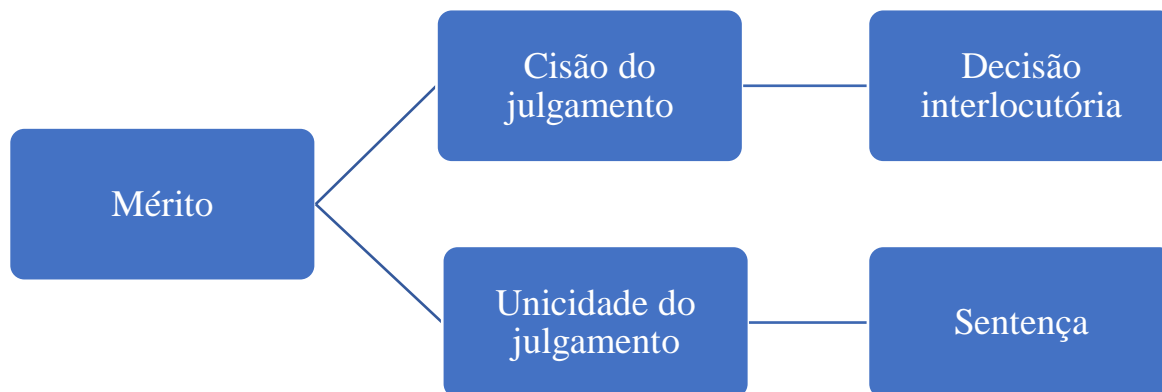 Mérito
Cisão do
julgamento
Decisão
interlocutória
Unicidade do
julgamento
Sentença